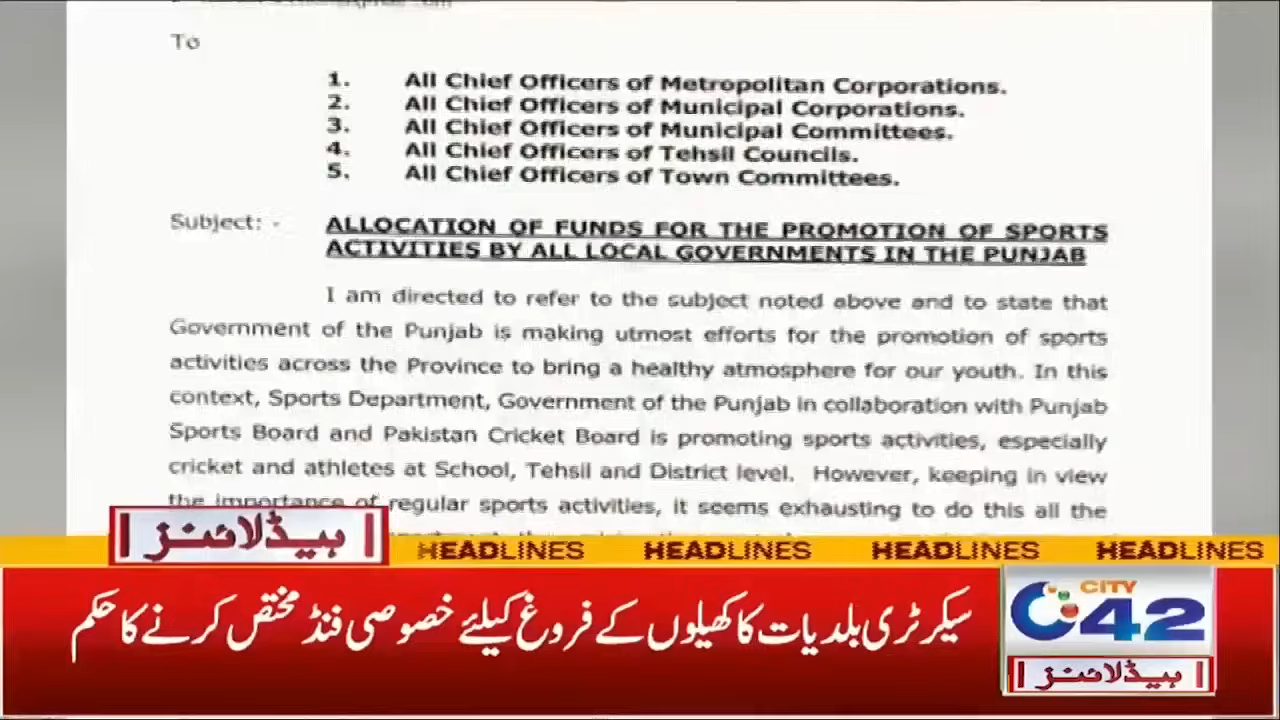 To
1. All Chief Officers of Metropolitan Corporations.
2. All Chief Officers of Municipal Corporations.
3. All Chief Officers of Municipal Committees.
4. All Chief Officers of Tehsil Councils.
5. All Chief Officers of Town Committees.
Subject: - ALLOCATION OF FUNDS FOR THE PROMOTION OF SPORTS
ACTIVITIES BY ALL LOCAL GOVERNMENTS IN THE PUNJAB
I am directed to refer to the subject noted above and to state that
Government of the Punjab is making utmost efforts for the promotion of sports
activities across the Province to bring a healthy atmosphere for our youth. In this
context, Sports Department, Government of the Punjab in collaboration with Punjab
Sports Board and Pakistan Cricket Board is promoting sports activities, especially
cricket and athletes at School, Tehsil and District level. However, keeping in view
the importance of regular sports activities, it seems exhausting to do this all the
ہیڈلائنز
HEADLINES HEADLINES HEADLINES HEADLINES
سیکرٹری بلدیات کا کھیلوں کے فروغ کیلئے خصوصی فنڈ مختص کرنے کا حکم
CITY
42
ہیڈلائنز